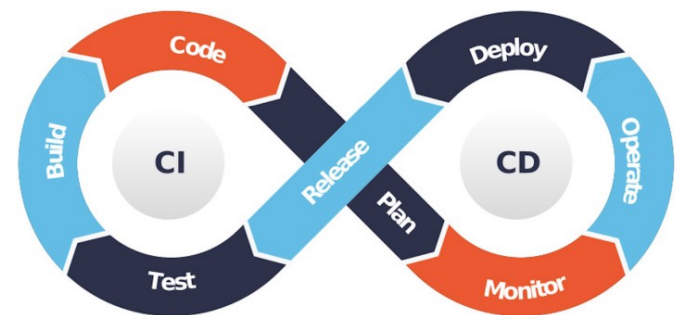 Code
Deploy
Build
CI
Release
CD
Operate
Plan
Test
Monitor